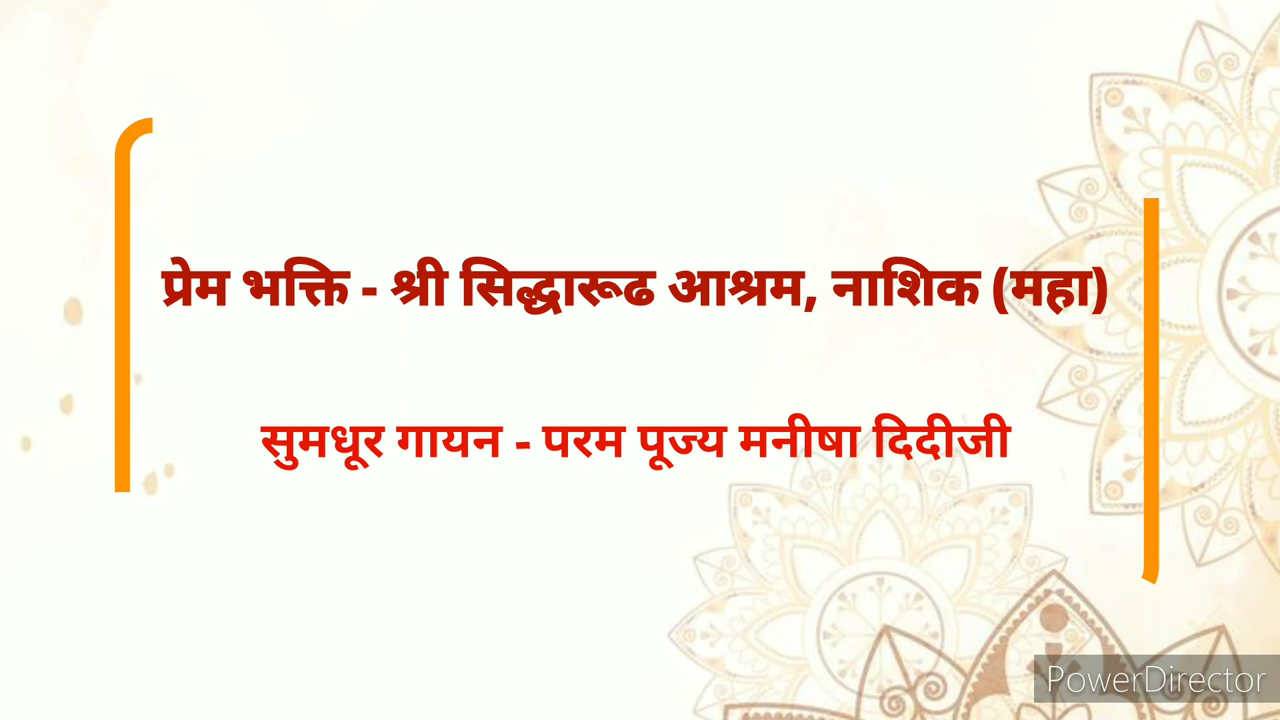 प्रेम भक्ति - श्री सिद्धारूढ आश्रम, नाशिक (महा)
सुमधूर गायन - परम पूज्य मनीषा दिदीजी
PowerDirector